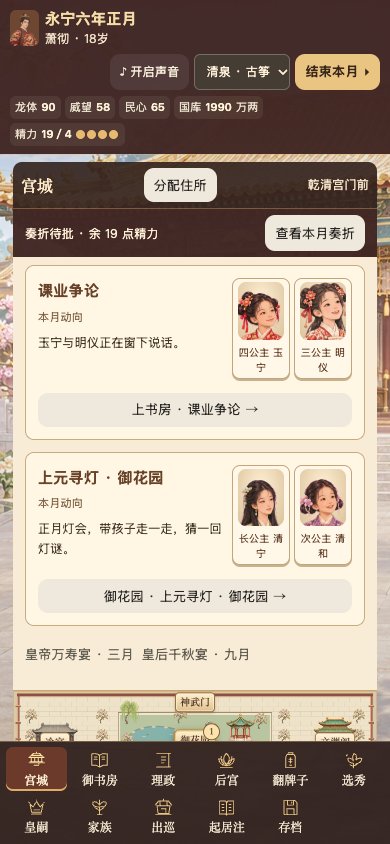 永宁六年正月
萧彻 · 18岁
♪ 开启声音
清泉 · 古筝
结束本月
龙体 90
威望 58
民心 65
国库 1990 万两
精力 19 / 4
宫城
分配住所
乾清宫门前
奏折待批 · 余 19 点精力
查看本月奏折
课业争论
本月动向
玉宁与明仪正在窗下说话。
四公主 玉
宁
三公主 明
仪
上书房 · 课业争论 →
上元寻灯 · 御花园
本月动向
正月灯会，带孩子走一走，猜一回
灯谜。
长公主 清
宁
次公主 清
和
御花园 · 上元寻灯 · 御花园 →
皇帝万寿宴 · 三月 皇后千秋宴 · 九月
神武门
1
宫城
御书房
理政
后宫
翻牌子
选秀
皇嗣
家族
出巡
起居注
存档